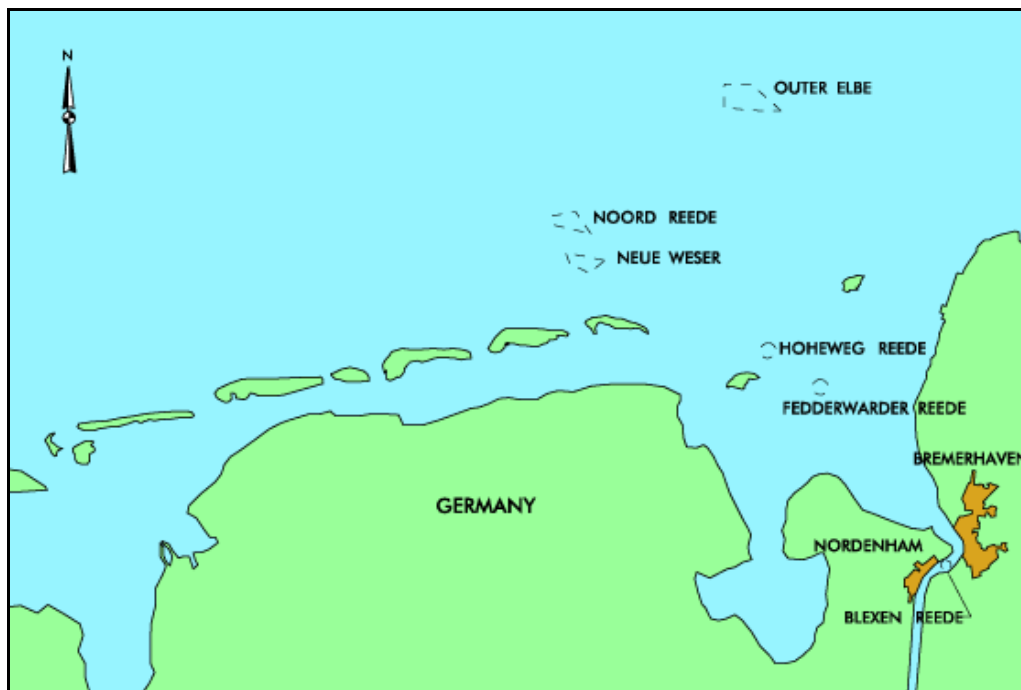 N
OUTER ELBE
NOORD REEDE
NEUE WESER
HOHEWEG REEDE
FEDDERWARDER REEDE
BREMERHAVEN
GERMANY
NORDENHAM
BLEXEN REEDE